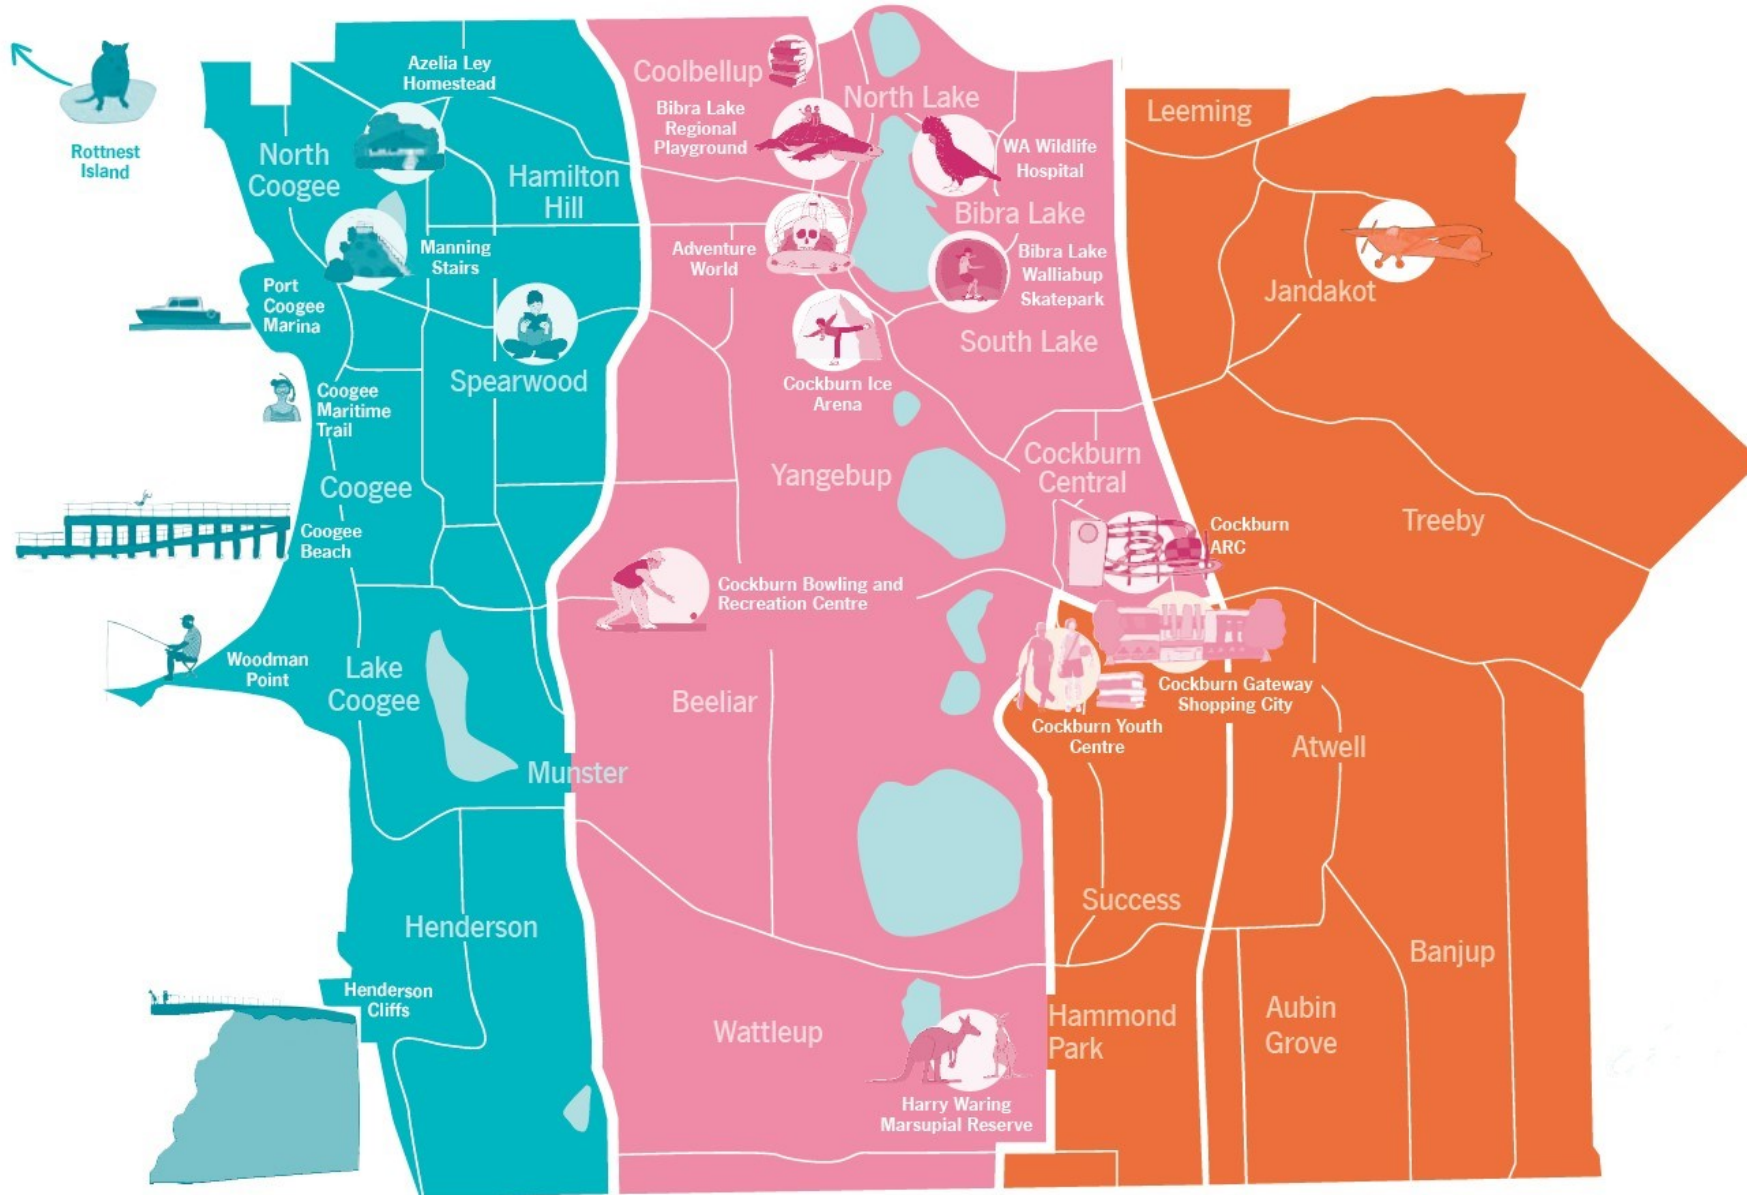 Rottnest
Island
Azelia Ley
Homestead
North
Coogee
Hamilton
Hill
Manning
Stairs
Port
Coogee
Marina
Spearwood
Coogee
Maritime
Trail
Coogee
Coogee
Beach
Woodman
Point
Lake
Coogee
Munster
Henderson
Henderson
Cliffs
Coolbellup
Bibra Lake
Regional
Playground
North Lake
WA Wildlife
Hospital
Bibra Lake
Adventure
World
Bibra Lake
Walliabup
Skatepark
South Lake
Cockburn Ice
Arena
Yangebup
Cockburn
Central
Cockburn
ARC
Cockburn Bowling and
Recreation Centre
Beeliar
Wattleup
Harry Waring
Marsupial Reserve
Leeming
Jandakot
Treeby
Cockburn Gateway
Shopping City
Cockburn Youth
Centre
Atwell
Success
Banjup
Hammond
Park
Aubin
Grove